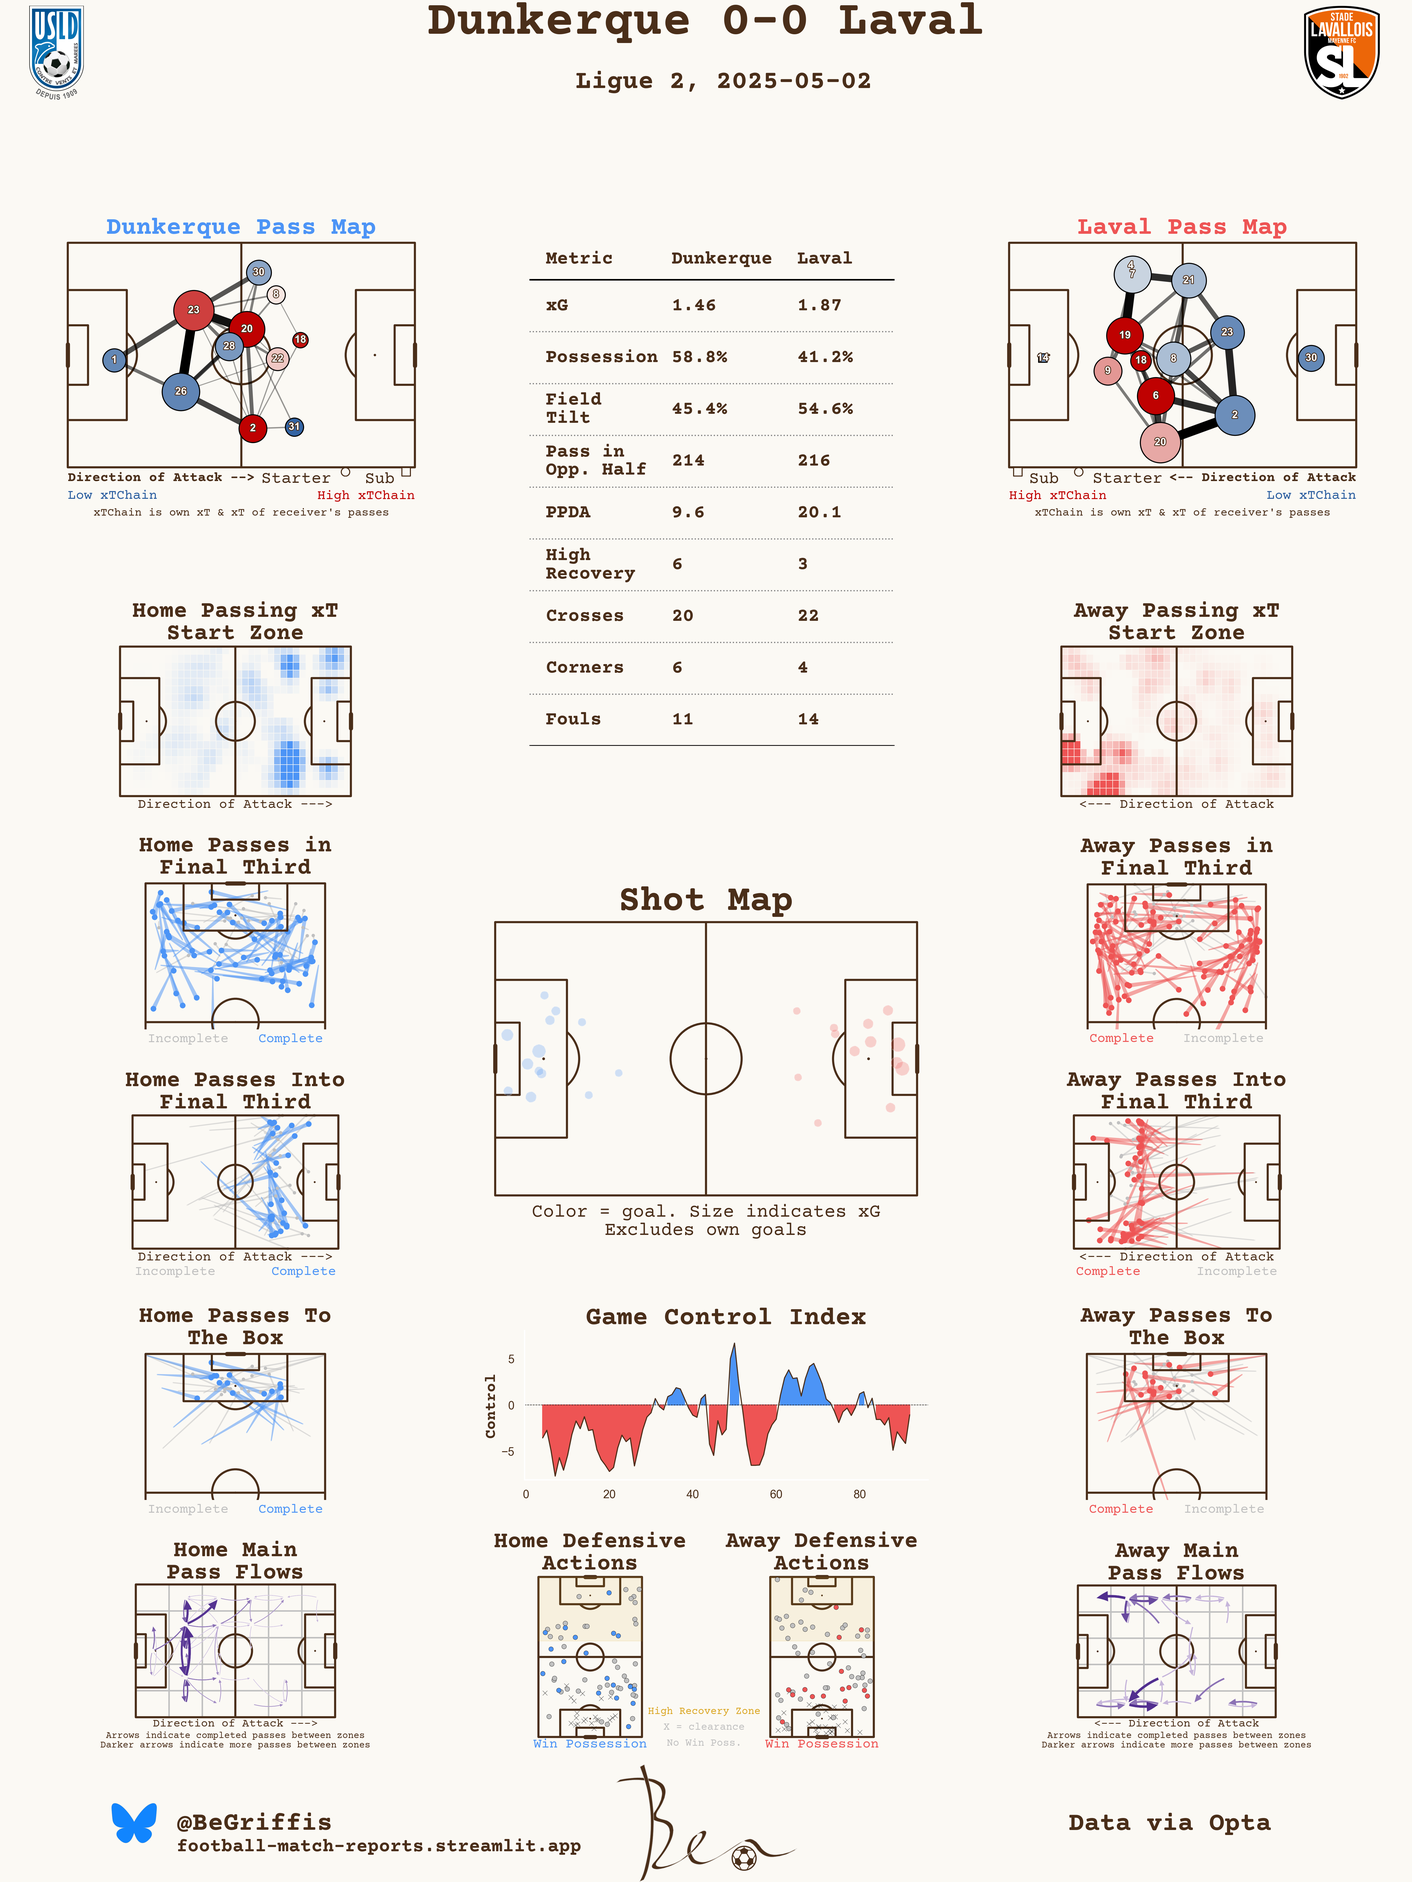 Dunkerque 0-0 Laval
Ligue 2, 2025-05-02
USLD
CONTRE VENTS ET MAREES
DEPUIS 1909
STADE
LAVALLOIS
MAYENNE FC
SL
1902
Dunkerque Pass Map
30
8
23
20
18
28
22
1
26
2
31
Direction of Attack --> Starter Sub
Low xTChain High xTChain
xTChain is own xT & xT of receiver's passes
Metric Dunkerque Laval
xG 1.46 1.87
Possession 58.8% 41.2%
Field
Tilt 45.4% 54.6%
Pass in
Opp. Half 214 216
PPDA 9.6 20.1
High
Recovery 6 3
Crosses 20 22
Corners 6 4
Fouls 11 14
Laval Pass Map
4
7
21
19
23
14
18
8
30
9
6
2
20
Sub Starter <-- Direction of Attack
High xTChain Low xTChain
xTChain is own xT & xT of receiver's passes
Home Passing xT
Start Zone
Direction of Attack --->
Away Passing xT
Start Zone
<--- Direction of Attack
Home Passes in
Final Third
Incomplete Complete
Away Passes in
Final Third
Complete Incomplete
Shot Map
Color = goal. Size indicates xG
Excludes own goals
Home Passes Into
Final Third
Direction of Attack --->
Incomplete Complete
Away Passes Into
Final Third
<--- Direction of Attack
Complete Incomplete
Home Passes To
The Box
Incomplete Complete
Game Control Index
Control
5
0
−5
0 20 40 60 80
Away Passes To
The Box
Complete Incomplete
Home Main
Pass Flows
Direction of Attack --->
Arrows indicate completed passes between zones
Darker arrows indicate more passes between zones
Home Defensive
Actions
Win Possession
High Recovery Zone
X = clearance
No Win Poss.
Away Defensive
Actions
Win Possession
Away Main
Pass Flows
<--- Direction of Attack
Arrows indicate completed passes between zones
Darker arrows indicate more passes between zones
@BeGriffis
football-match-reports.streamlit.app
Ben
Data via Opta